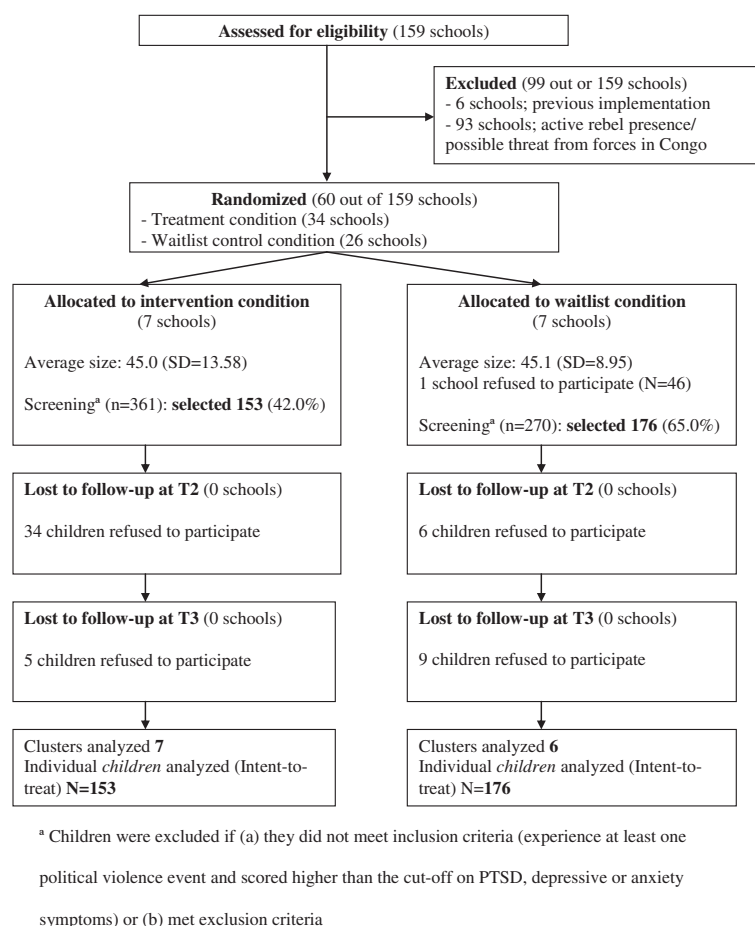 Assessed for eligibility (159 schools)
Excluded (99 out or 159 schools)
- 6 schools; previous implementation
- 93 schools; active rebel presence/
possible threat from forces in Congo
Randomized (60 out of 159 schools)
- Treatment condition (34 schools)
- Waitlist control condition (26 schools)
Allocated to intervention condition
(7 schools)
Average size: 45.0 (SD=13.58)
Screeningᵃ (n=361): selected 153 (42.0%)
Allocated to waitlist condition
(7 schools)
Average size: 45.1 (SD=8.95)
1 school refused to participate (N=46)
Screeningᵃ (n=270): selected 176 (65.0%)
Lost to follow-up at T2 (0 schools)
34 children refused to participate
Lost to follow-up at T2 (0 schools)
6 children refused to participate
Lost to follow-up at T3 (0 schools)
5 children refused to participate
Lost to follow-up at T3 (0 schools)
9 children refused to participate
Clusters analyzed 7
Individual children analyzed (Intent-to-
treat) N=153
Clusters analyzed 6
Individual children analyzed (Intent-to-
treat) N=176
ᵃ Children were excluded if (a) they did not meet inclusion criteria (experience at least one
political violence event and scored higher than the cut-off on PTSD, depressive or anxiety
symptoms) or (b) met exclusion criteria